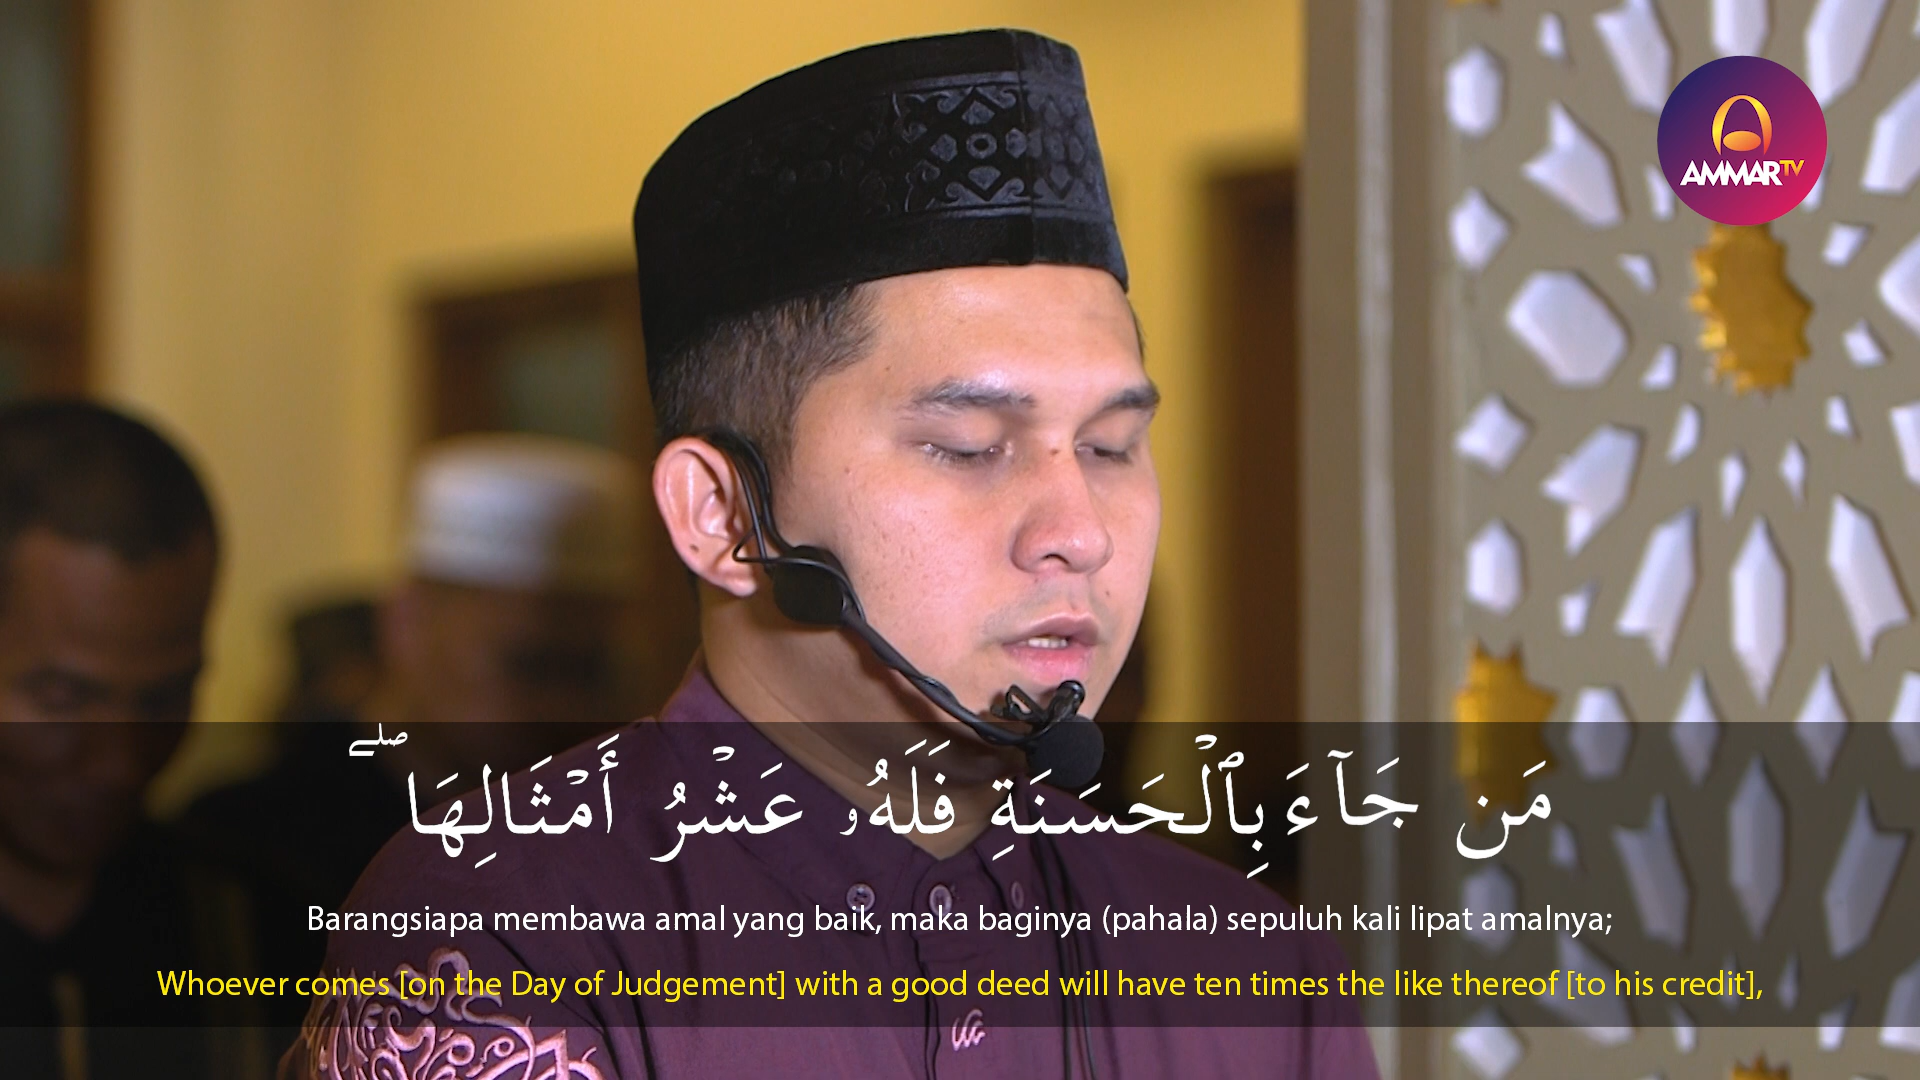 AMMARTV
مَن جَآءَ بِٱلْحَسَنَةِ فَلَهُۥ عَشْرُ أَمْثَالِهَا ۖ
Barangsiapa membawa amal yang baik, maka baginya (pahala) sepuluh kali lipat amalnya;
Whoever comes [on the Day of Judgement] with a good deed will have ten times the like thereof [to his credit],